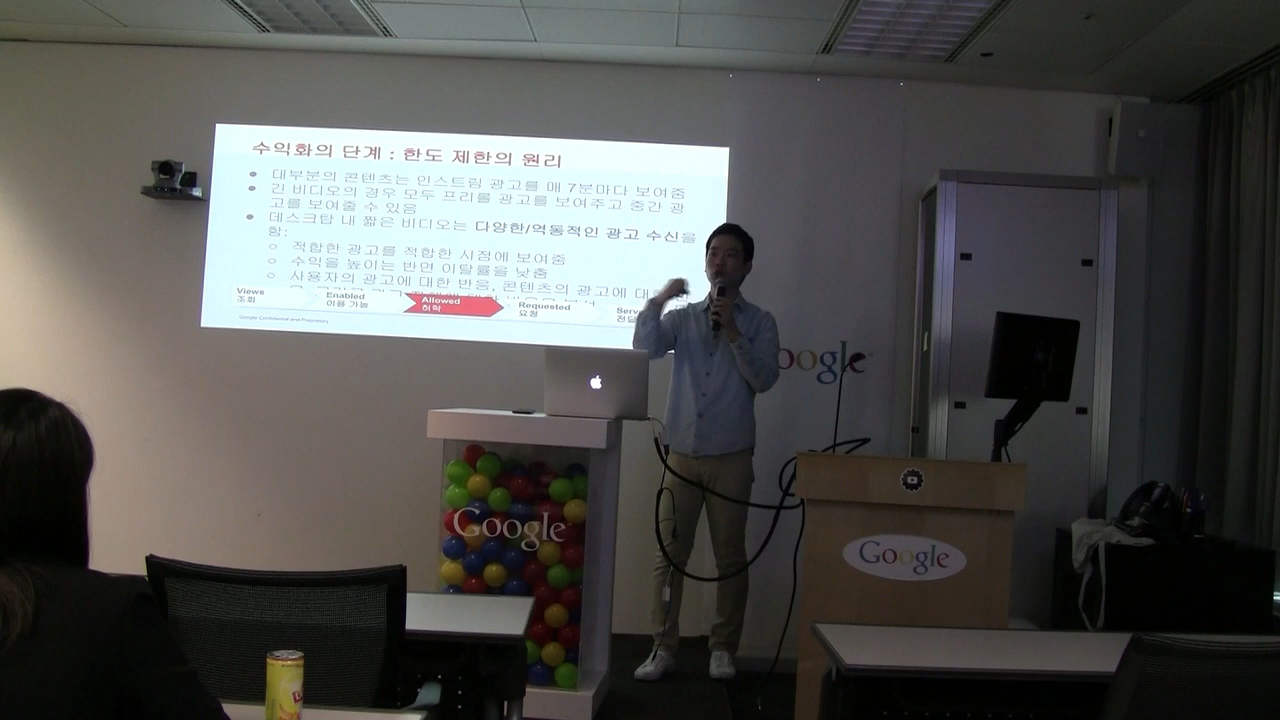 수익화의 단계 : 한도 제한의 원리
● 대부분의 콘텐츠는 인스트림 광고를 매 7분마다 보여줌
● 긴 비디오의 경우 모두 프리롤 광고를 보여주고 중간 광
고를 보여줄 수 있음
● 데스크탑 내 짧은 비디오는 다양한/역동적인 광고 수신을
함:
○ 적합한 광고를 적합한 시점에 보여줌
○ 수익을 높이는 반면 이탈률을 낮춤
○ 사용자의 광고에 대한 반응, 콘텐츠의 광고에 대
Views
조회
Enabled
이용 가능
Allowed
허락
Requested
요청
Google Confidential and Proprietary
oogle
Google
Google